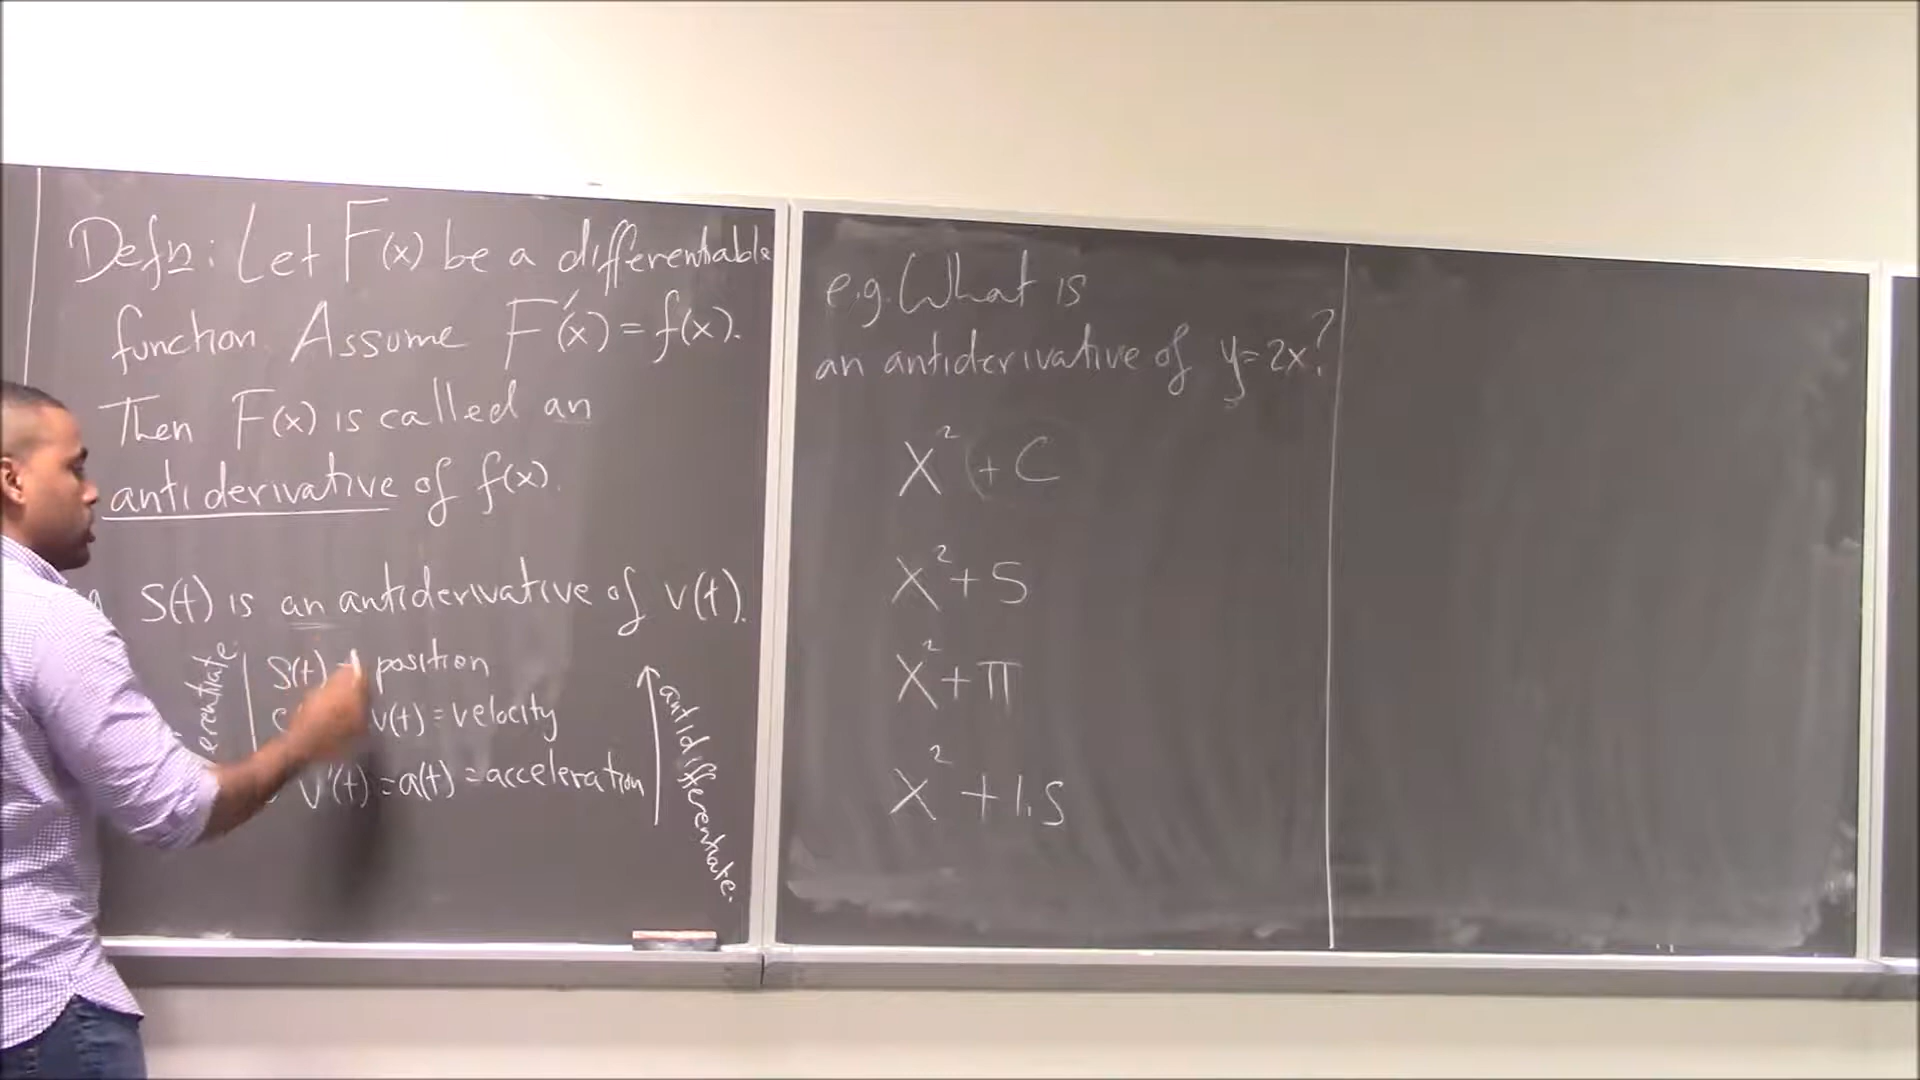 Defn: Let F(x) be a differentiable
function. Assume F'(x) = f(x).
Then F(x) is called an
antiderivative of f(x).
S(t) is an antiderivative of v(t).
S(t) position
v(t) = velocity
v'(t) = a(t) = acceleration
antidifferentiate.
e.g. What is
an antiderivative of y=2x?
x² + C
x² + 5
x² + π
x² + 1.5